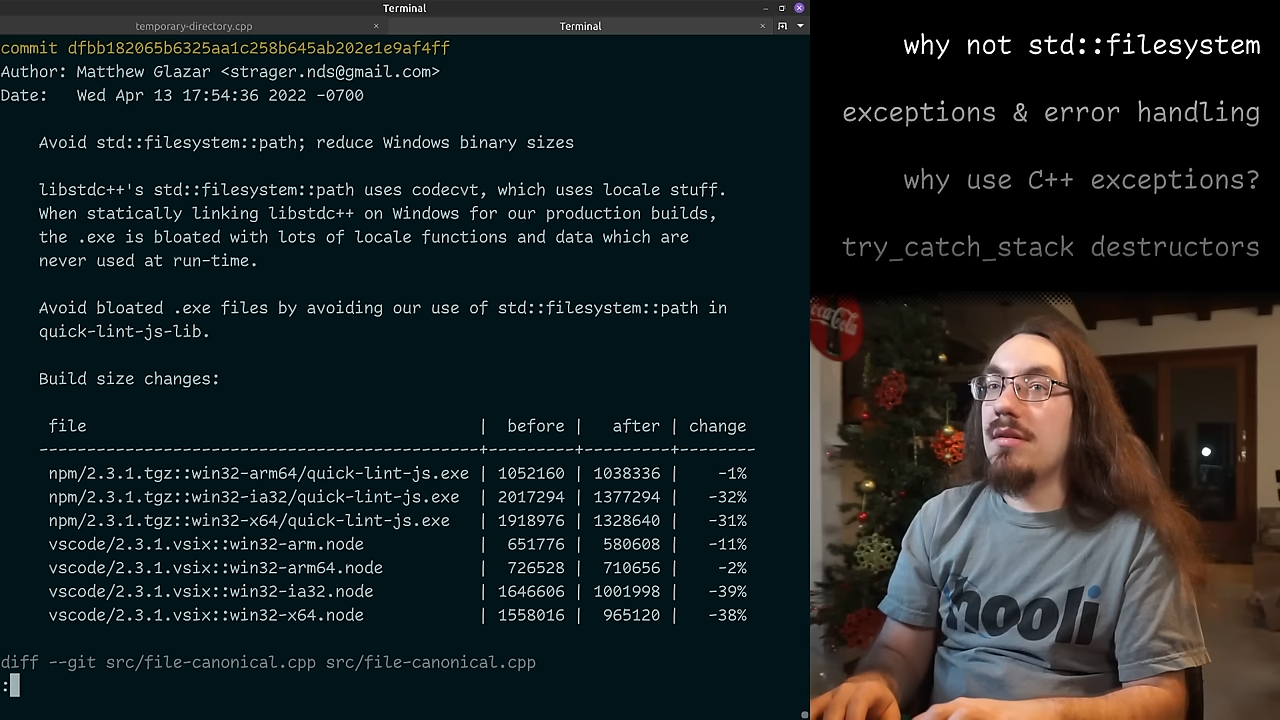 Terminal
temporary-directory.cpp
Terminal
commit dfbb182065b6325aa1c258b645ab202e1e9af4ff
Author: Matthew Glazar <strager.nds@gmail.com>
Date:   Wed Apr 13 17:54:36 2022 -0700
Avoid std::filesystem::path; reduce Windows binary sizes
libstdc++'s std::filesystem::path uses codecvt, which uses locale stuff.
When statically linking libstdc++ on Windows for our production builds,
the .exe is bloated with lots of locale functions and data which are
never used at run-time.
Avoid bloated .exe files by avoiding our use of std::filesystem::path in
quick-lint-js-lib.
Build size changes:
file | before | after | change
npm/2.3.1.tgz::win32-arm64/quick-lint-js.exe | 1052160 | 1038336 | -1%
npm/2.3.1.tgz::win32-ia32/quick-lint-js.exe | 2017294 | 1377294 | -32%
npm/2.3.1.tgz::win32-x64/quick-lint-js.exe | 1918976 | 1328640 | -31%
vscode/2.3.1.vsix::win32-arm.node | 651776 | 580608 | -11%
vscode/2.3.1.vsix::win32-arm64.node | 726528 | 710656 | -2%
vscode/2.3.1.vsix::win32-ia32.node | 1646606 | 1001998 | -39%
vscode/2.3.1.vsix::win32-x64.node | 1558016 | 965120 | -38%
diff --git src/file-canonical.cpp src/file-canonical.cpp
:
why not std::filesystem
exceptions & error handling
why use C++ exceptions?
try_catch_stack destructors
Coca-Cola
hooli